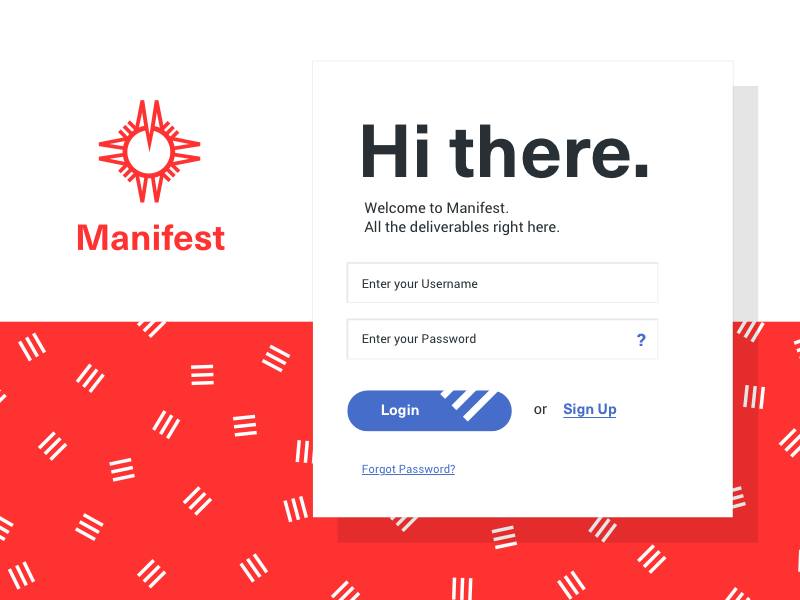 Manifest
Hi there.
Welcome to Manifest.
All the deliverables right here.
Enter your Username
Enter your Password
?
Login
or
Sign Up
Forgot Password?